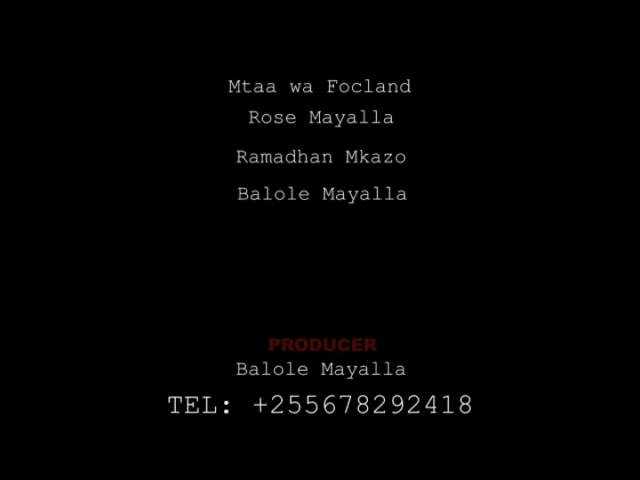 Mtaa wa Focland
Rose Mayalla
Ramadhan Mkazo
Balole Mayalla
PRODUCER
Balole Mayalla
TEL: +255678292418